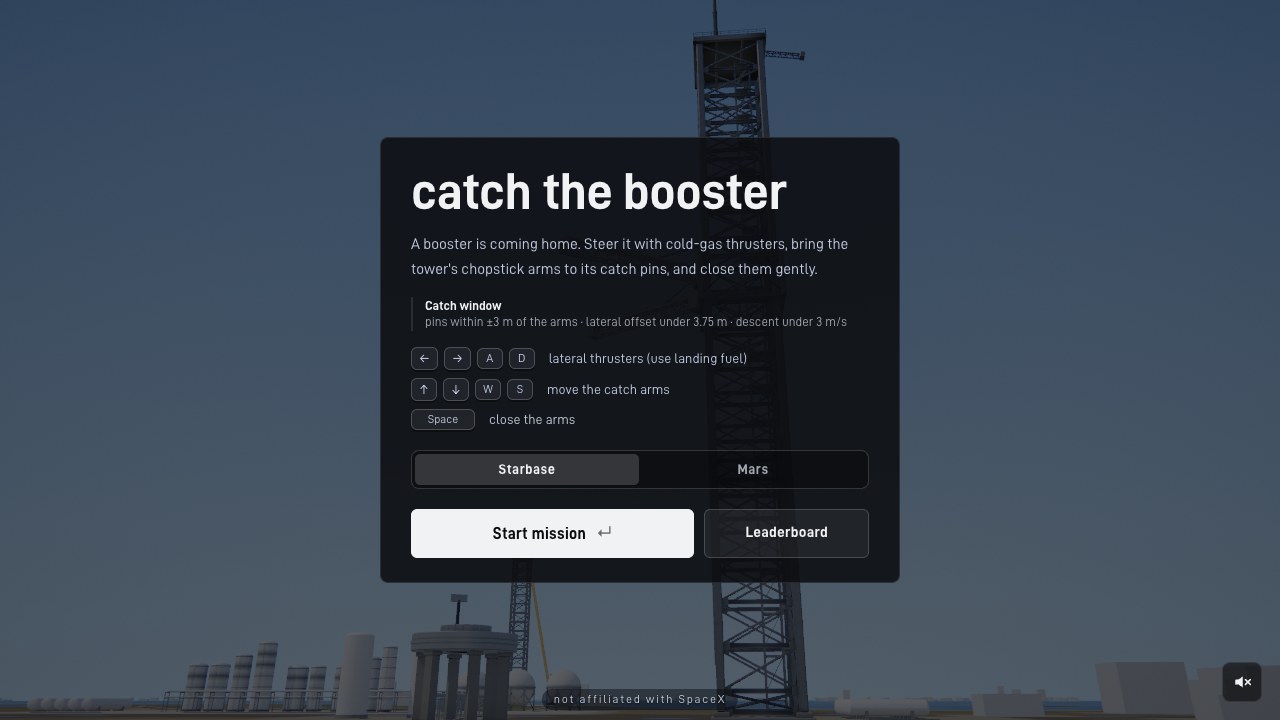 catch the booster
A booster is coming home. Steer it with cold-gas thrusters, bring the
tower's chopstick arms to its catch pins, and close them gently.
Catch window
pins within ±3 m of the arms · lateral offset under 3.75 m · descent under 3 m/s
← → A D lateral thrusters (use landing fuel)
↑ ↓ W S move the catch arms
Space close the arms
Starbase Mars
Start mission ↵ Leaderboard
not affiliated with SpaceX